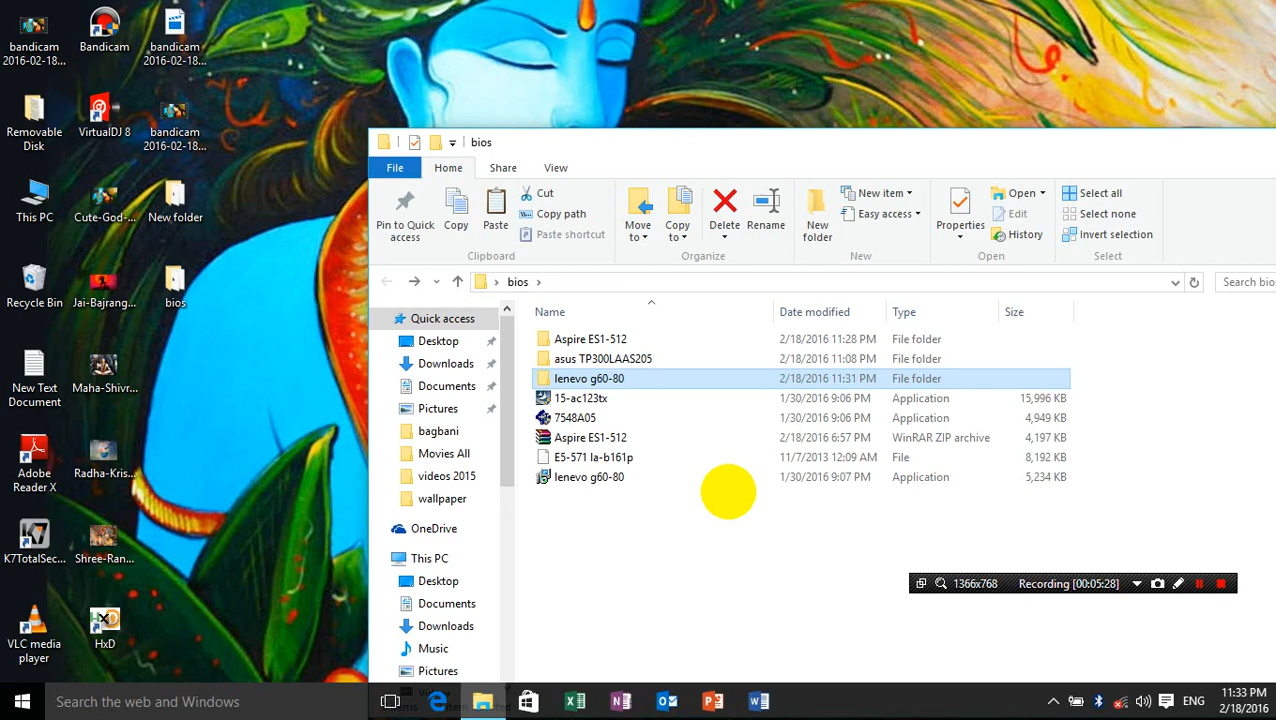 bandicam
2016-02-18...
Bandicam
bandicam
2016-02-18...
Removable
Disk
VirtualDJ 8
bandicam
2016-02-18...
This PC
Cute-God-...
New folder
Recycle Bin
Jai-Bajrang...
bios
New Text
Document
Maha-Shivr...
Adobe
Reader X
Radha-Kris...
K7TotalSec...
Shree-Ran...
VLC media
player
HxD
bios
File Home Share View
Pin to Quick
access
Copy
Paste
Cut
Copy path
Paste shortcut
Clipboard
Move
to
Copy
to
Delete
Rename
Organize
New
folder
New item
Easy access
New
Properties
Open
Edit
History
Open
Select all
Select none
Invert selection
Select
bios
Search bios
Quick access
Desktop
Downloads
Documents
Pictures
bagbani
Movies All
videos 2015
wallpaper
OneDrive
This PC
Desktop
Documents
Downloads
Music
Pictures
Name Date modified Type Size
Aspire ES1-512 2/18/2016 11:28 PM File folder
asus TP300LAAS205 2/18/2016 11:08 PM File folder
lenevo g60-80 2/18/2016 11:31 PM File folder
15-ac123tx 1/30/2016 9:06 PM Application 15,996 KB
7548A05 1/30/2016 9:06 PM Application 4,949 KB
Aspire ES1-512 2/18/2016 6:57 PM WinRAR ZIP archive 4,197 KB
E5-571 la-b161p 11/7/2013 12:09 AM File 8,192 KB
lenevo g60-80 1/30/2016 9:07 PM Application 5,234 KB
1366x768 Recording [00:05:28]
Search the web and Windows
ENG
11:33 PM
2/18/2016